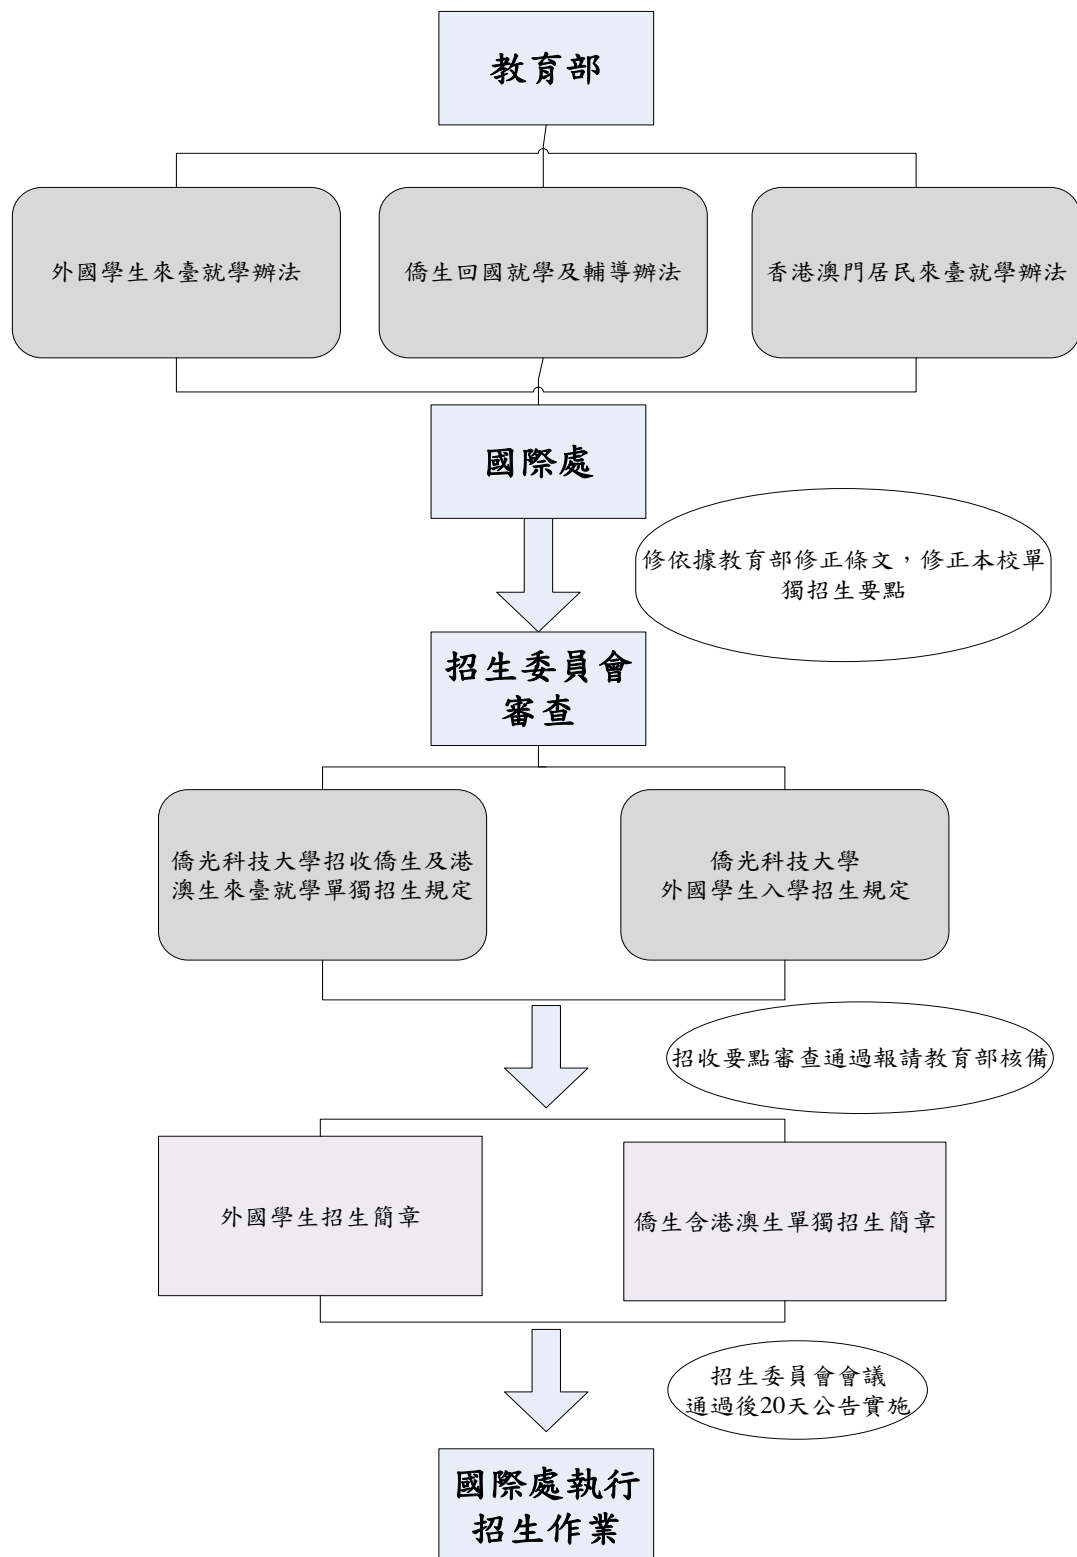 教育部
外國學生來臺就學辦法
僑生回國就學及輔導辦法
香港澳門居民來臺就學辦法
國際處
修依據教育部修正條文，修正本校單
獨招生要點
招生委員會
審查
僑光科技大學招收僑生及港
澳生來臺就學單獨招生規定
僑光科技大學
外國學生入學招生規定
招收要點審查通過報請教育部核備
外國學生招生簡章
僑生含港澳生單獨招生簡章
招生委員會會議
通過後20天公告實施
國際處執行
招生作業